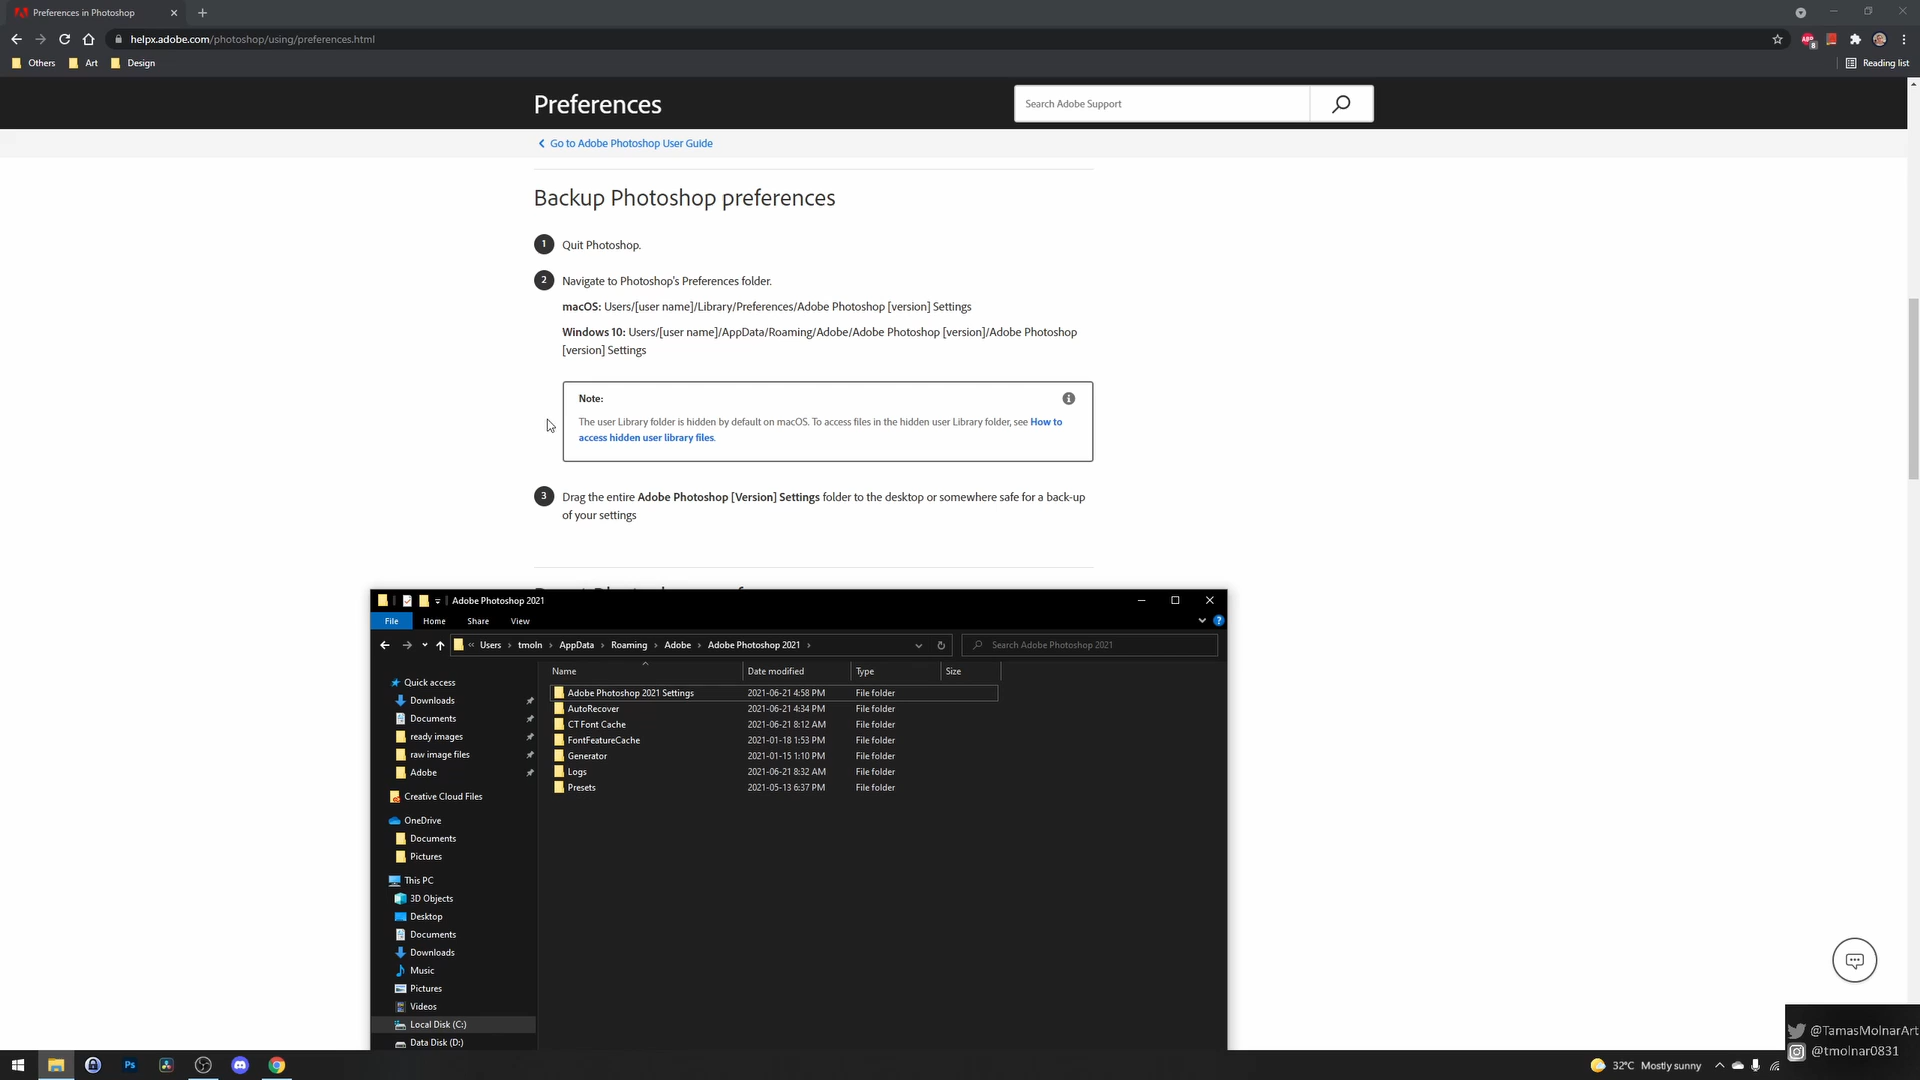 Preferences in Photoshop
helpx.adobe.com/photoshop/using/preferences.html
ABP
8
Others
Art
Design
Reading list
Preferences
Search Adobe Support
Go to Adobe Photoshop User Guide
Backup Photoshop preferences
1 Quit Photoshop.
2 Navigate to Photoshop's Preferences folder.
macOS: Users/[user name]/Library/Preferences/Adobe Photoshop [version] Settings
Windows 10: Users/[user name]/AppData/Roaming/Adobe/Adobe Photoshop [version]/Adobe Photoshop
[version] Settings
Note:
The user Library folder is hidden by default on macOS. To access files in the hidden user Library folder, see How to
access hidden user library files.
3 Drag the entire Adobe Photoshop [Version] Settings folder to the desktop or somewhere safe for a back-up
of your settings
Adobe Photoshop 2021
File Home Share View
« Users › tmoln › AppData › Roaming › Adobe › Adobe Photoshop 2021 ›
Search Adobe Photoshop 2021
Name Date modified Type Size
Adobe Photoshop 2021 Settings 2021-06-21 4:58 PM File folder
AutoRecover 2021-06-21 4:34 PM File folder
CT Font Cache 2021-06-21 8:12 AM File folder
FontFeatureCache 2021-01-18 1:53 PM File folder
Generator 2021-01-15 1:10 PM File folder
Logs 2021-06-21 8:32 AM File folder
Presets 2021-05-13 6:37 PM File folder
Quick access
Downloads
Documents
ready images
raw image files
Adobe
Creative Cloud Files
OneDrive
Documents
Pictures
This PC
3D Objects
Desktop
Documents
Downloads
Music
Pictures
Videos
Local Disk (C:)
Data Disk (D:)
@TamasMolnarArt
@tmolnar0831
Ps
32°C Mostly sunny